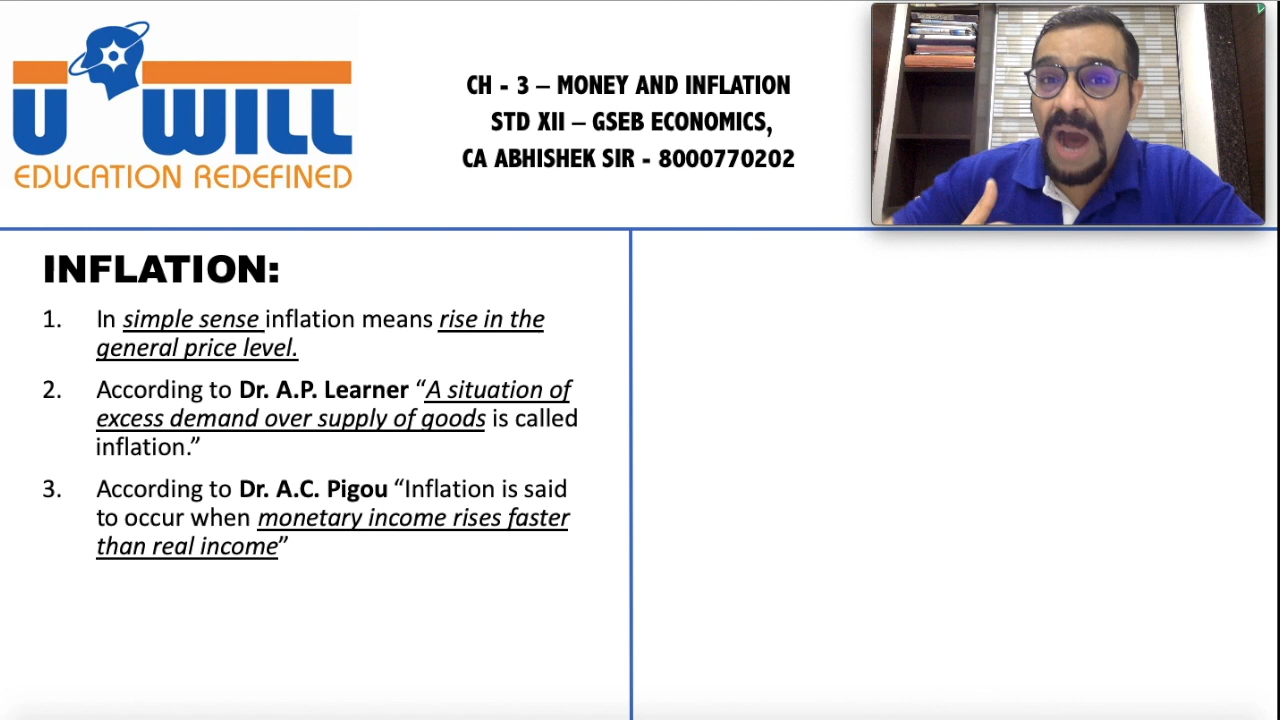 U WILL
EDUCATION REDEFINED
CH - 3 – MONEY AND INFLATION
STD XII – GSEB ECONOMICS,
CA ABHISHEK SIR - 8000770202
INFLATION:
1. In simple sense inflation means rise in the
general price level.
2. According to Dr. A.P. Learner “A situation of
excess demand over supply of goods is called
inflation.”
3. According to Dr. A.C. Pigou “Inflation is said
to occur when monetary income rises faster
than real income”